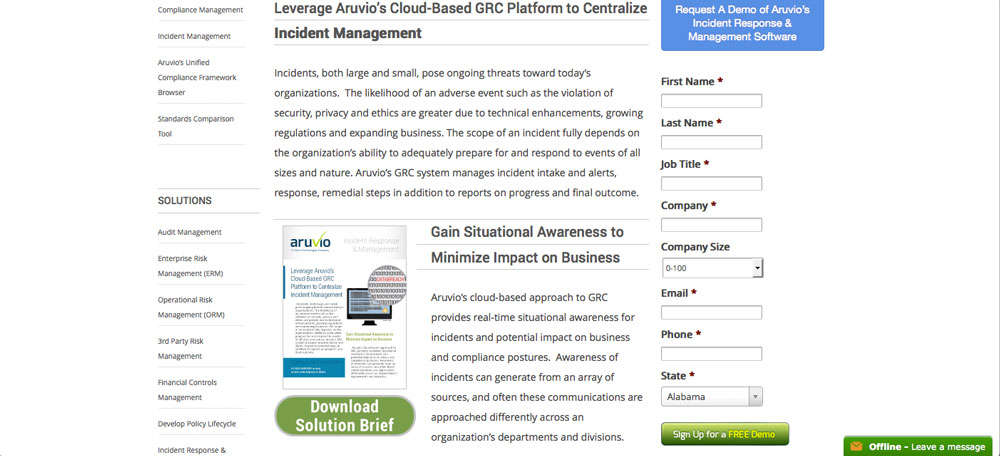 Compliance Management
Incident Management
Aruvio's Unified
Compliance Framework
Browser
Standards Comparison
Tool
SOLUTIONS
Audit Management
Enterprise Risk
Management (ERM)
Operational Risk
Management (ORM)
3rd Party Risk
Management
Financial Controls
Management
Develop Policy Lifecycle
Incident Response &
Leverage Aruvio's Cloud-Based GRC Platform to Centralize
Incident Management
Incidents, both large and small, pose ongoing threats toward today's
organizations. The likelihood of an adverse event such as the violation of
security, privacy and ethics are greater due to technical enhancements, growing
regulations and expanding business. The scope of an incident fully depends on
the organization's ability to adequately prepare for and respond to events of all
sizes and nature. Aruvio's GRC system manages incident intake and alerts,
response, remedial steps in addition to reports on progress and final outcome.
aruvio
Incident Response
& Management
Leverage Aruvio's
Cloud-Based GRC
Platform to Centralize
Incident Management
DATA BREACH
Gain Situational Awareness to
Minimize Impact on Business
Download
Solution Brief
Gain Situational Awareness to
Minimize Impact on Business
Aruvio's cloud-based approach to GRC
provides real-time situational awareness for
incidents and potential impact on business
and compliance postures. Awareness of
incidents can generate from an array of
sources, and often these communications are
approached differently across an
organization's departments and divisions.
Request A Demo of Aruvio's
Incident Response &
Management Software
First Name *
Last Name *
Job Title *
Company *
Company Size
0-100
Email *
Phone *
State *
Alabama
Sign Up for a FREE Demo
Offline - Leave a message